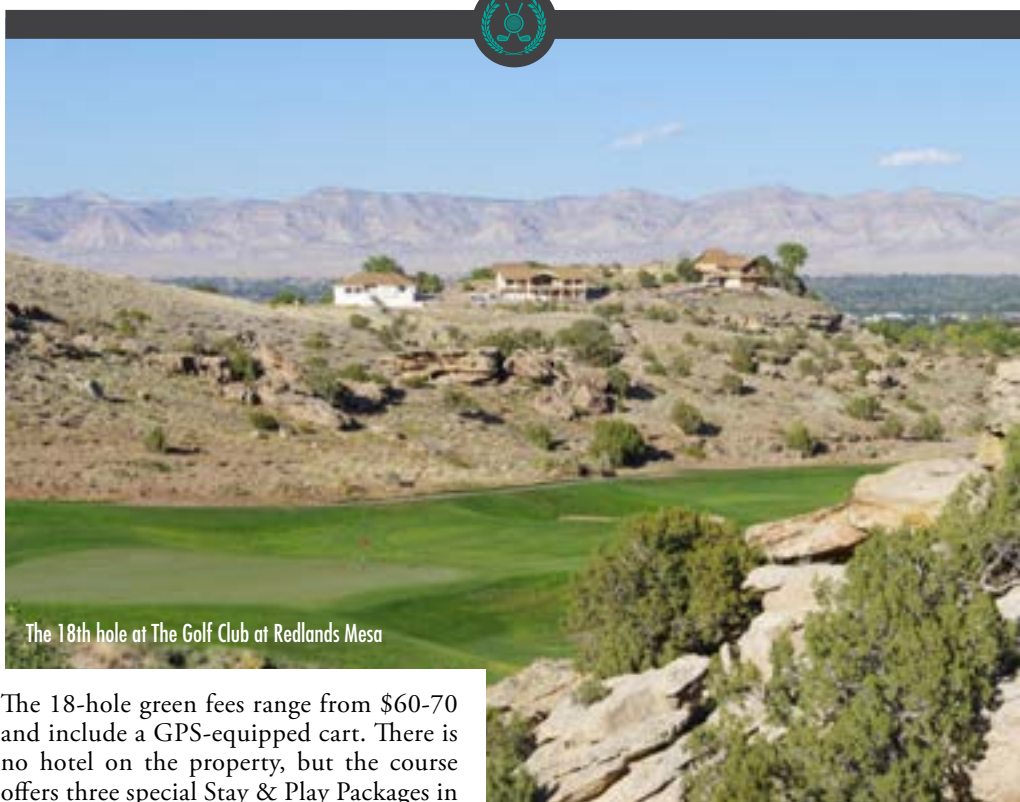 The 18th hole at The Golf Club at Redlands Mesa
The 18-hole green fees range from $60-70
and include a GPS-equipped cart. There is
no hotel on the property, but the course
offers three special Stay & Play Packages in